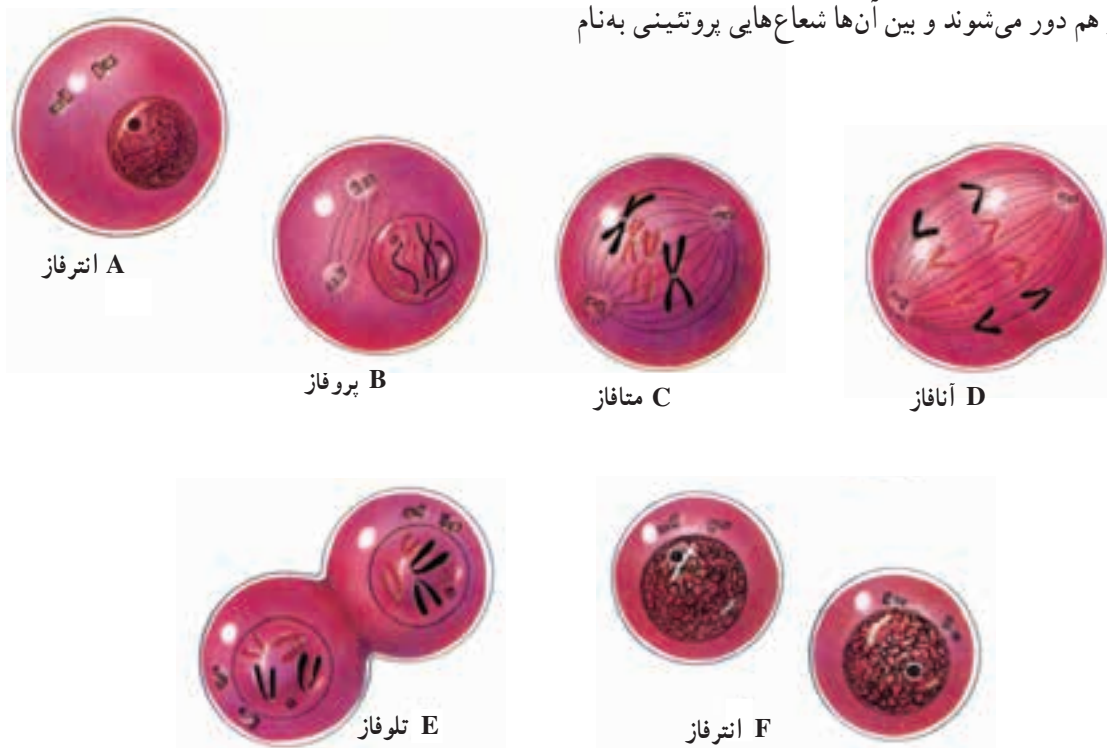 هم دور می‌شوند و بین آن‌ها شعاع‌هایی پروتئینی به‌نام
A انترفاز
B پروفاز
C متافاز
D آنافاز
E تلوفاز
F انترفاز